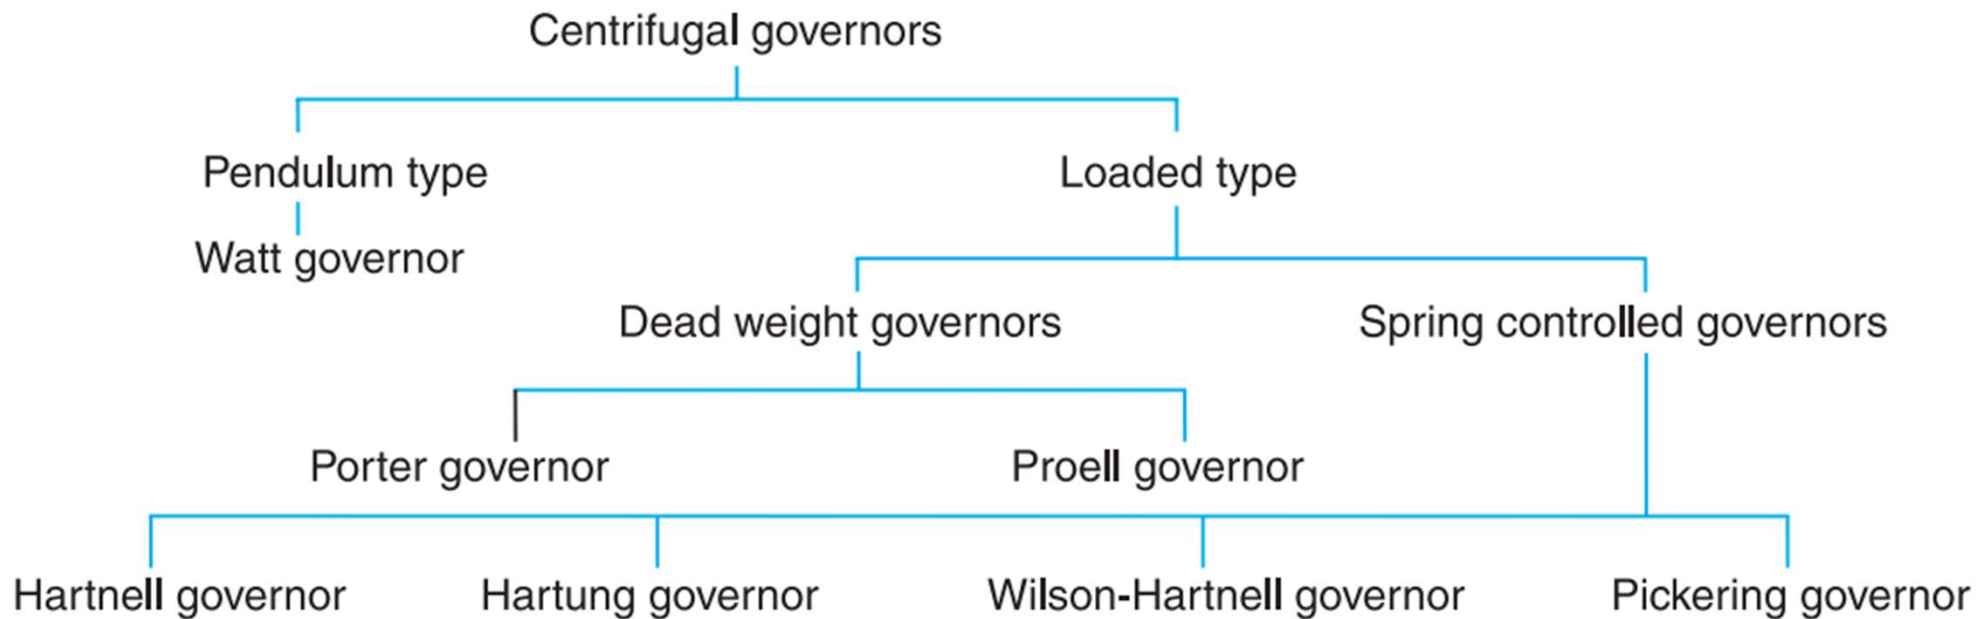 Centrifugal governors
Pendulum type
Loaded type
Watt governor
Dead weight governors
Spring controlled governors
Porter governor
Proell governor
Hartnell governor
Hartung governor
Wilson-Hartnell governor
Pickering governor